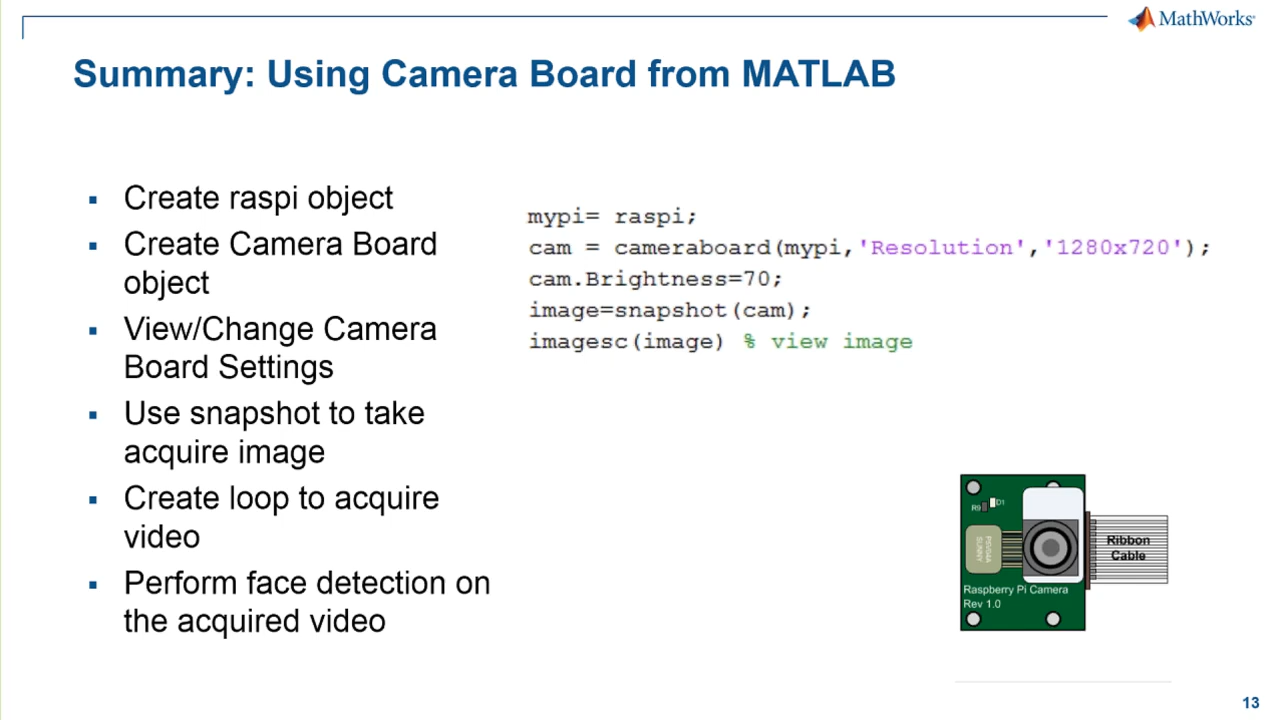 MathWorks®
Summary: Using Camera Board from MATLAB
Create raspi object
Create Camera Board
object
View/Change Camera
Board Settings
Use snapshot to take
acquire image
Create loop to acquire
video
Perform face detection on
the acquired video
mypi= raspi;
cam = cameraboard(mypi,'Resolution','1280x720');
cam.Brightness=70;
image=snapshot(cam);
imagesc(image) % view image
R9
D1
SUNNY
Ribbon
Cable
Raspberry Pi Camera
Rev 1.0
13